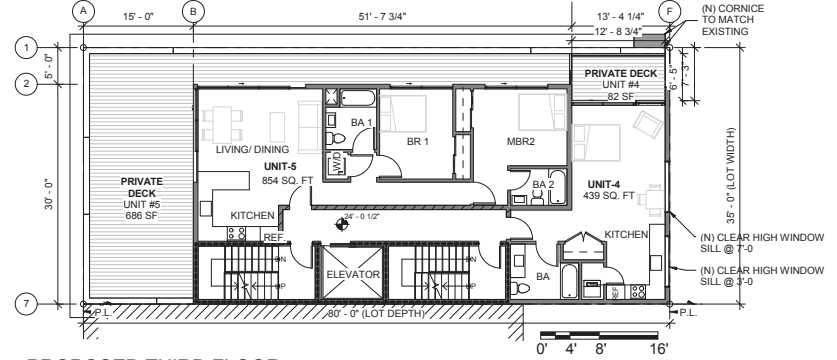 A
B
F
15' - 0"
51' - 7 3/4"
13' - 4 1/4"
12' - 8 3/4"
(N) CORNICE
TO MATCH
EXISTING
1
2
7
5' - 0"
30' - 0"
6' - 5"
7' - 3"
35' - 0" (LOT WIDTH)
PRIVATE DECK
UNIT #4
82 SF
BA 1
BR 1
MBR2
LIVING/ DINING
UNIT-5
854 SQ. FT
W/D
PRIVATE
DECK
UNIT #5
686 SF
BA 2
UNIT-4
439 SQ. FT
KITCHEN
REF.
24' - 0 1/2"
KITCHEN
(N) CLEAR HIGH WINDOW
SILL @ 7'-0
(N) CLEAR HIGH WINDOW
SILL @ 3'-0
DN
UP
ELEVATOR
DN
UP
BA
REF
P.L.
80' - 0" (LOT DEPTH)
P.L.
0' 4' 8' 16'